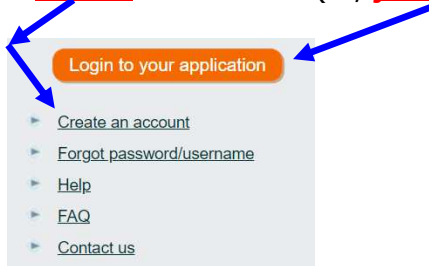 Login to your application
Create an account
Forgot password/username
Help
FAQ
Contact us